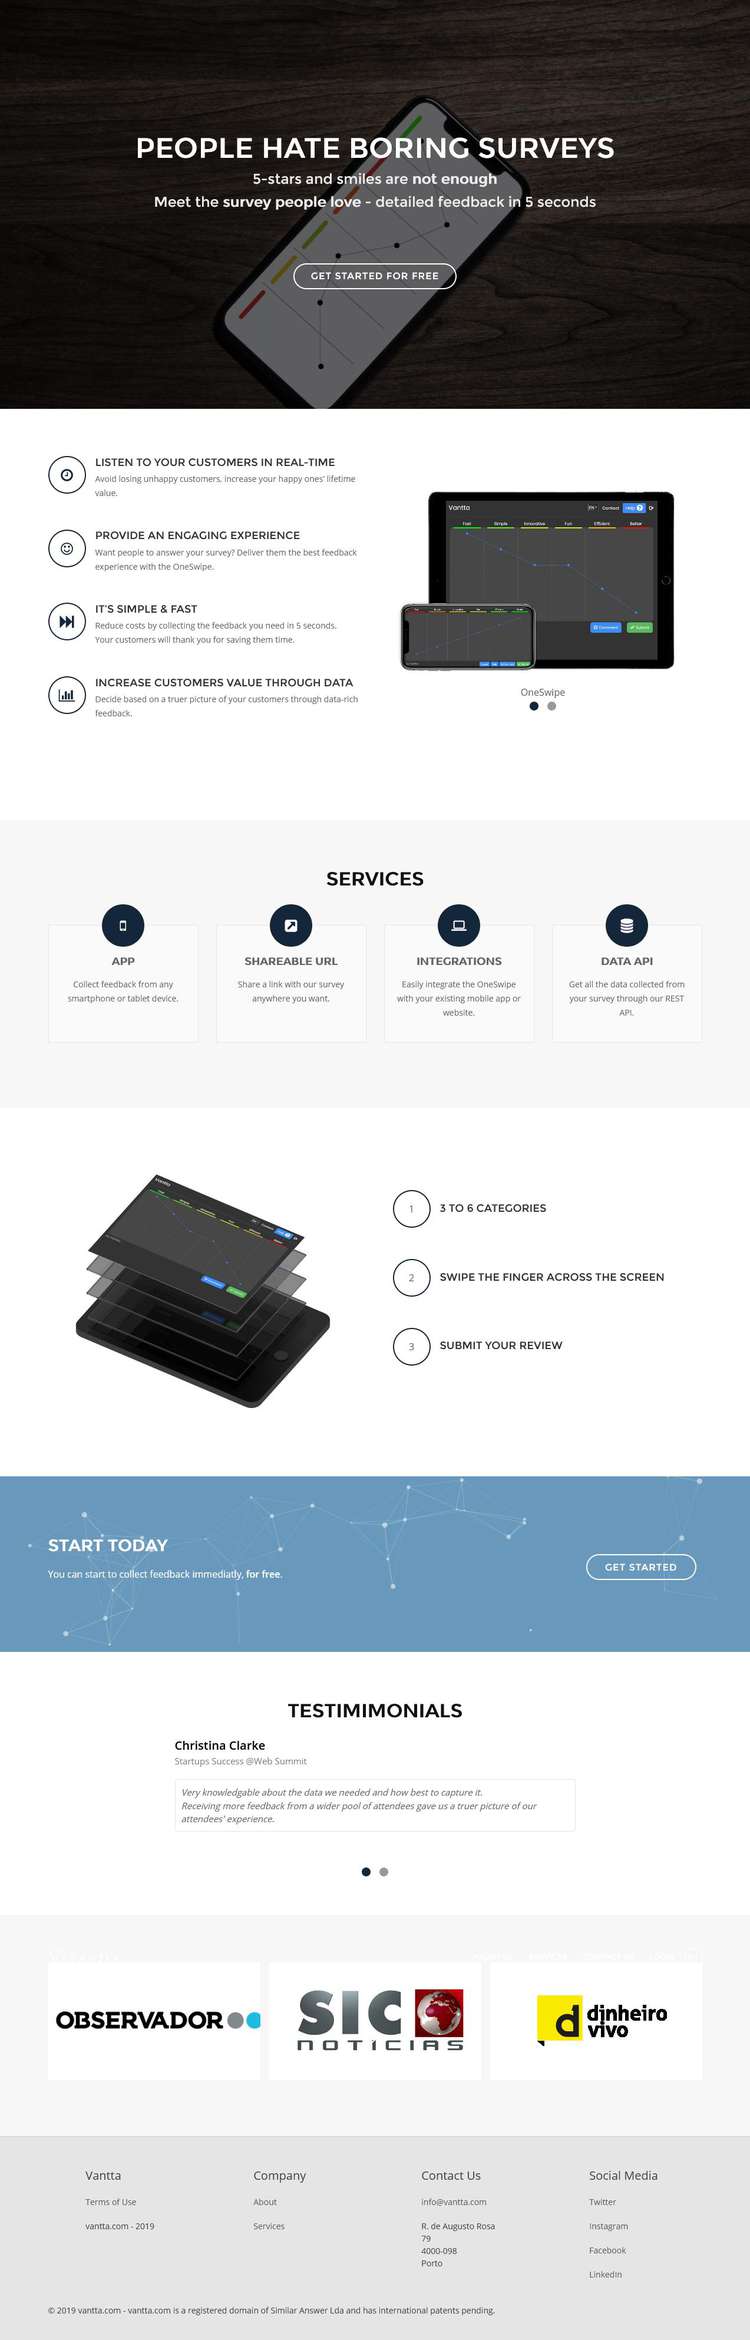 PEOPLE HATE BORING SURVEYS
5-stars and smiles are not enough
Meet the survey people love - detailed feedback in 5 seconds
GET STARTED FOR FREE
LISTEN TO YOUR CUSTOMERS IN REAL-TIME
Avoid losing unhappy customers, increase your happy ones' lifetime
value.
PROVIDE AN ENGAGING EXPERIENCE
Want people to answer your survey? Deliver them the best feedback
experience with the OneSwipe.
IT'S SIMPLE & FAST
Reduce costs by collecting the feedback you need in 5 seconds.
Your customers will thank you for saving them time.
INCREASE CUSTOMERS VALUE THROUGH DATA
Decide based on a truer picture of your customers through data-rich
feedback.
Vantta
EN Contact Help
Fast Simple Innovative Fun Efficient Better
Comment Submit
OneSwipe
SERVICES
APP
Collect feedback from any
smartphone or tablet device.
SHAREABLE URL
Share a link with our survey
anywhere you want.
INTEGRATIONS
Easily integrate the OneSwipe
with your existing mobile app or
website.
DATA API
Get all the data collected from
your survey through our REST
API.
Vantta
1
3 TO 6 CATEGORIES
2
SWIPE THE FINGER ACROSS THE SCREEN
3
SUBMIT YOUR REVIEW
START TODAY
You can start to collect feedback immediatly, for free.
GET STARTED
TESTIMIMONIALS
Christina Clarke
Startups Success @Web Summit
Very knowledgable about the data we needed and how best to capture it.
Receiving more feedback from a wider pool of attendees gave us a truer picture of our
attendees' experience.
OBSERVADOR
SIC
NOTÍCIAS
d dinheiro
vivo
Vantta
Terms of Use
vantta.com - 2019
Company
About
Services
Contact Us
info@vantta.com
R. de Augusto Rosa
79
4000-098
Porto
Social Media
Twitter
Instagram
Facebook
LinkedIn
© 2019 vantta.com - vantta.com is a registered domain of Similar Answer Lda and has international patents pending.